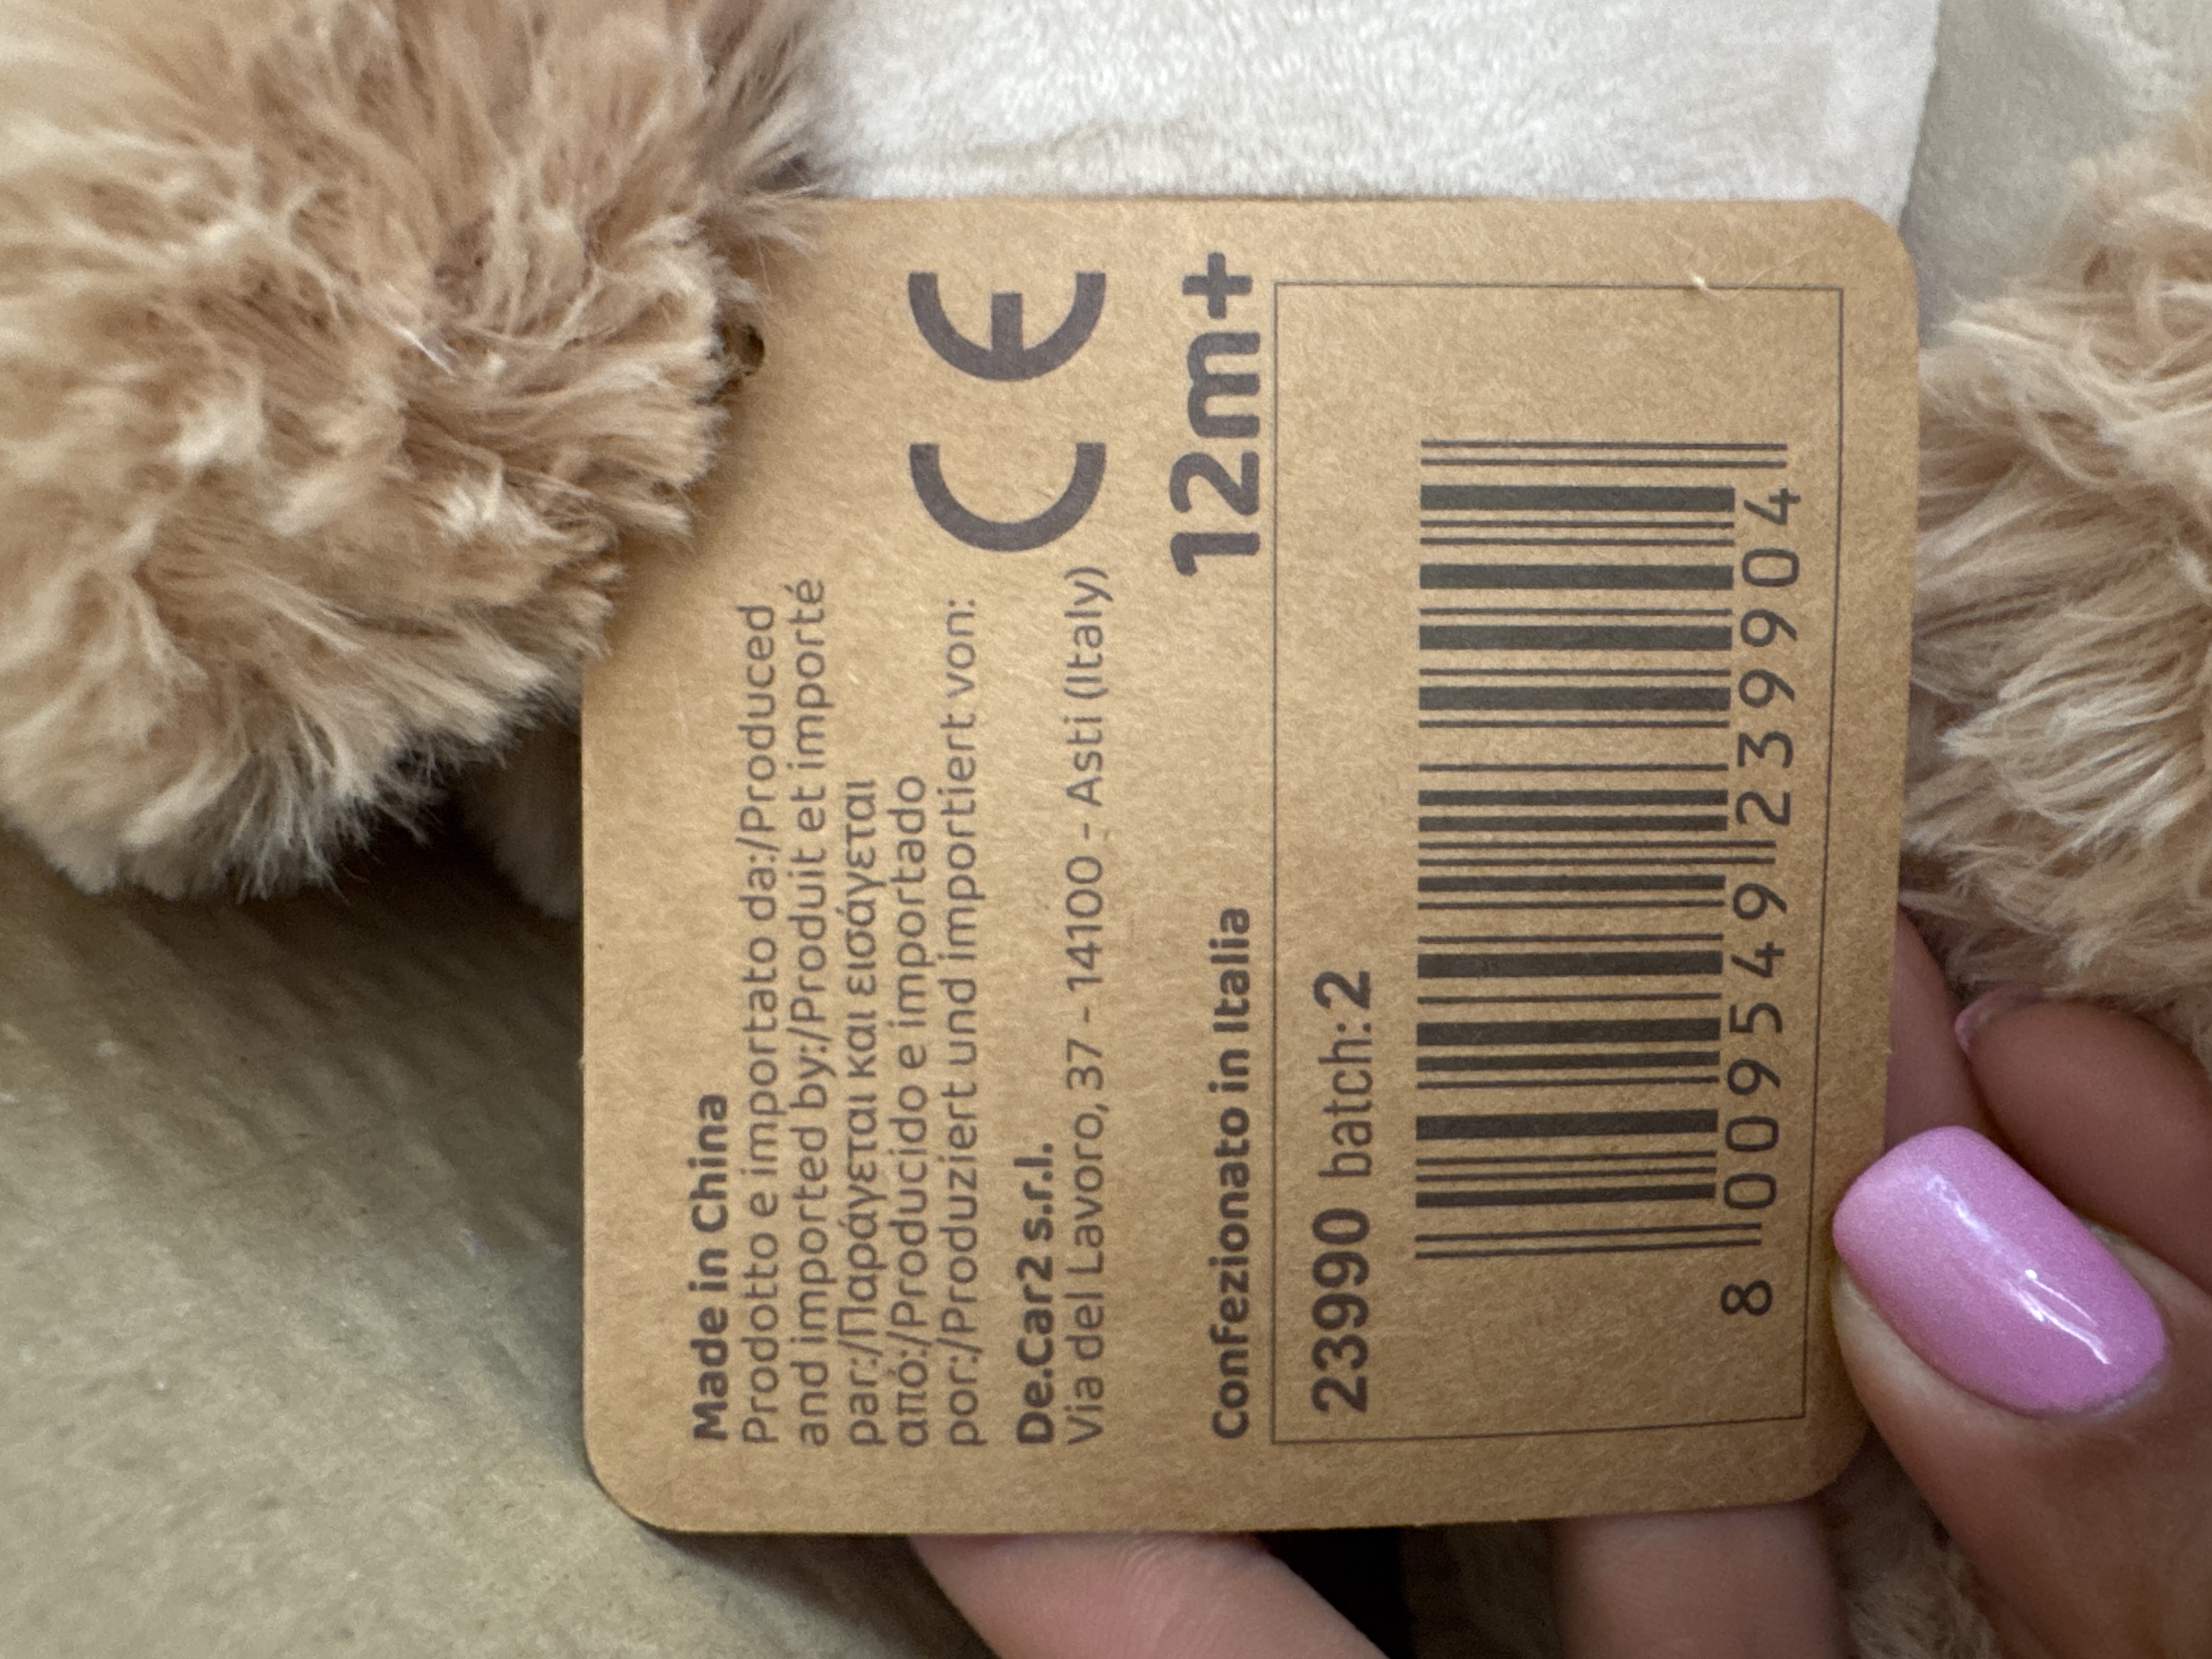 Made in China
Prodotto e importato da:/Produced
and imported by:/Produit et importé
par:/Παράγεται και εισάγεται
από:/Producido e importado
por:/Produziert und importiert von:
De.Car2 s.r.l.
Via del Lavoro, 37 - 14100 - Asti (Italy)
CE
12m+
Confezionato in Italia
23990 batch:2
8 009549 239904